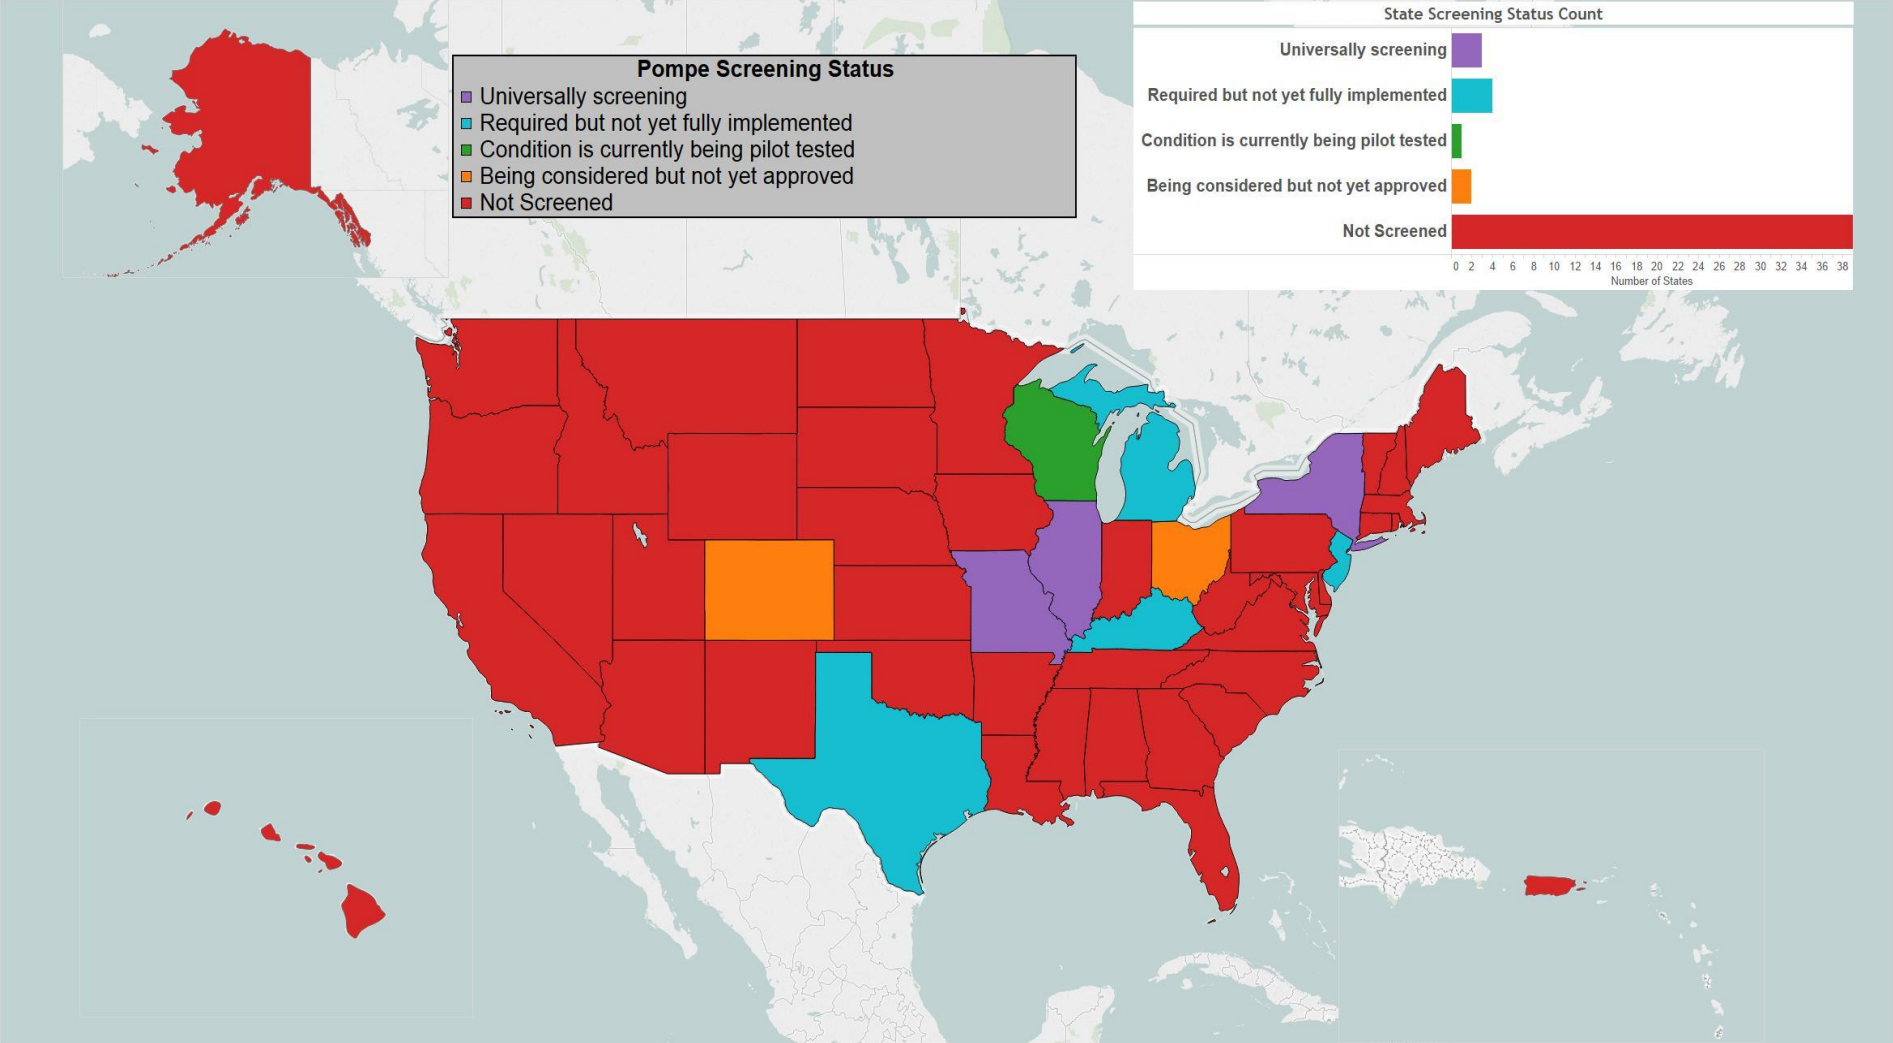 State Screening Status Count
Universally screening
Required but not yet fully implemented
Condition is currently being pilot tested
Being considered but not yet approved
Not Screened
0 2 4 6 8 10 12 14 16 18 20 22 24 26 28 30 32 34 36 38
Number of States
Pompe Screening Status
Universally screening
Required but not yet fully implemented
Condition is currently being pilot tested
Being considered but not yet approved
Not Screened